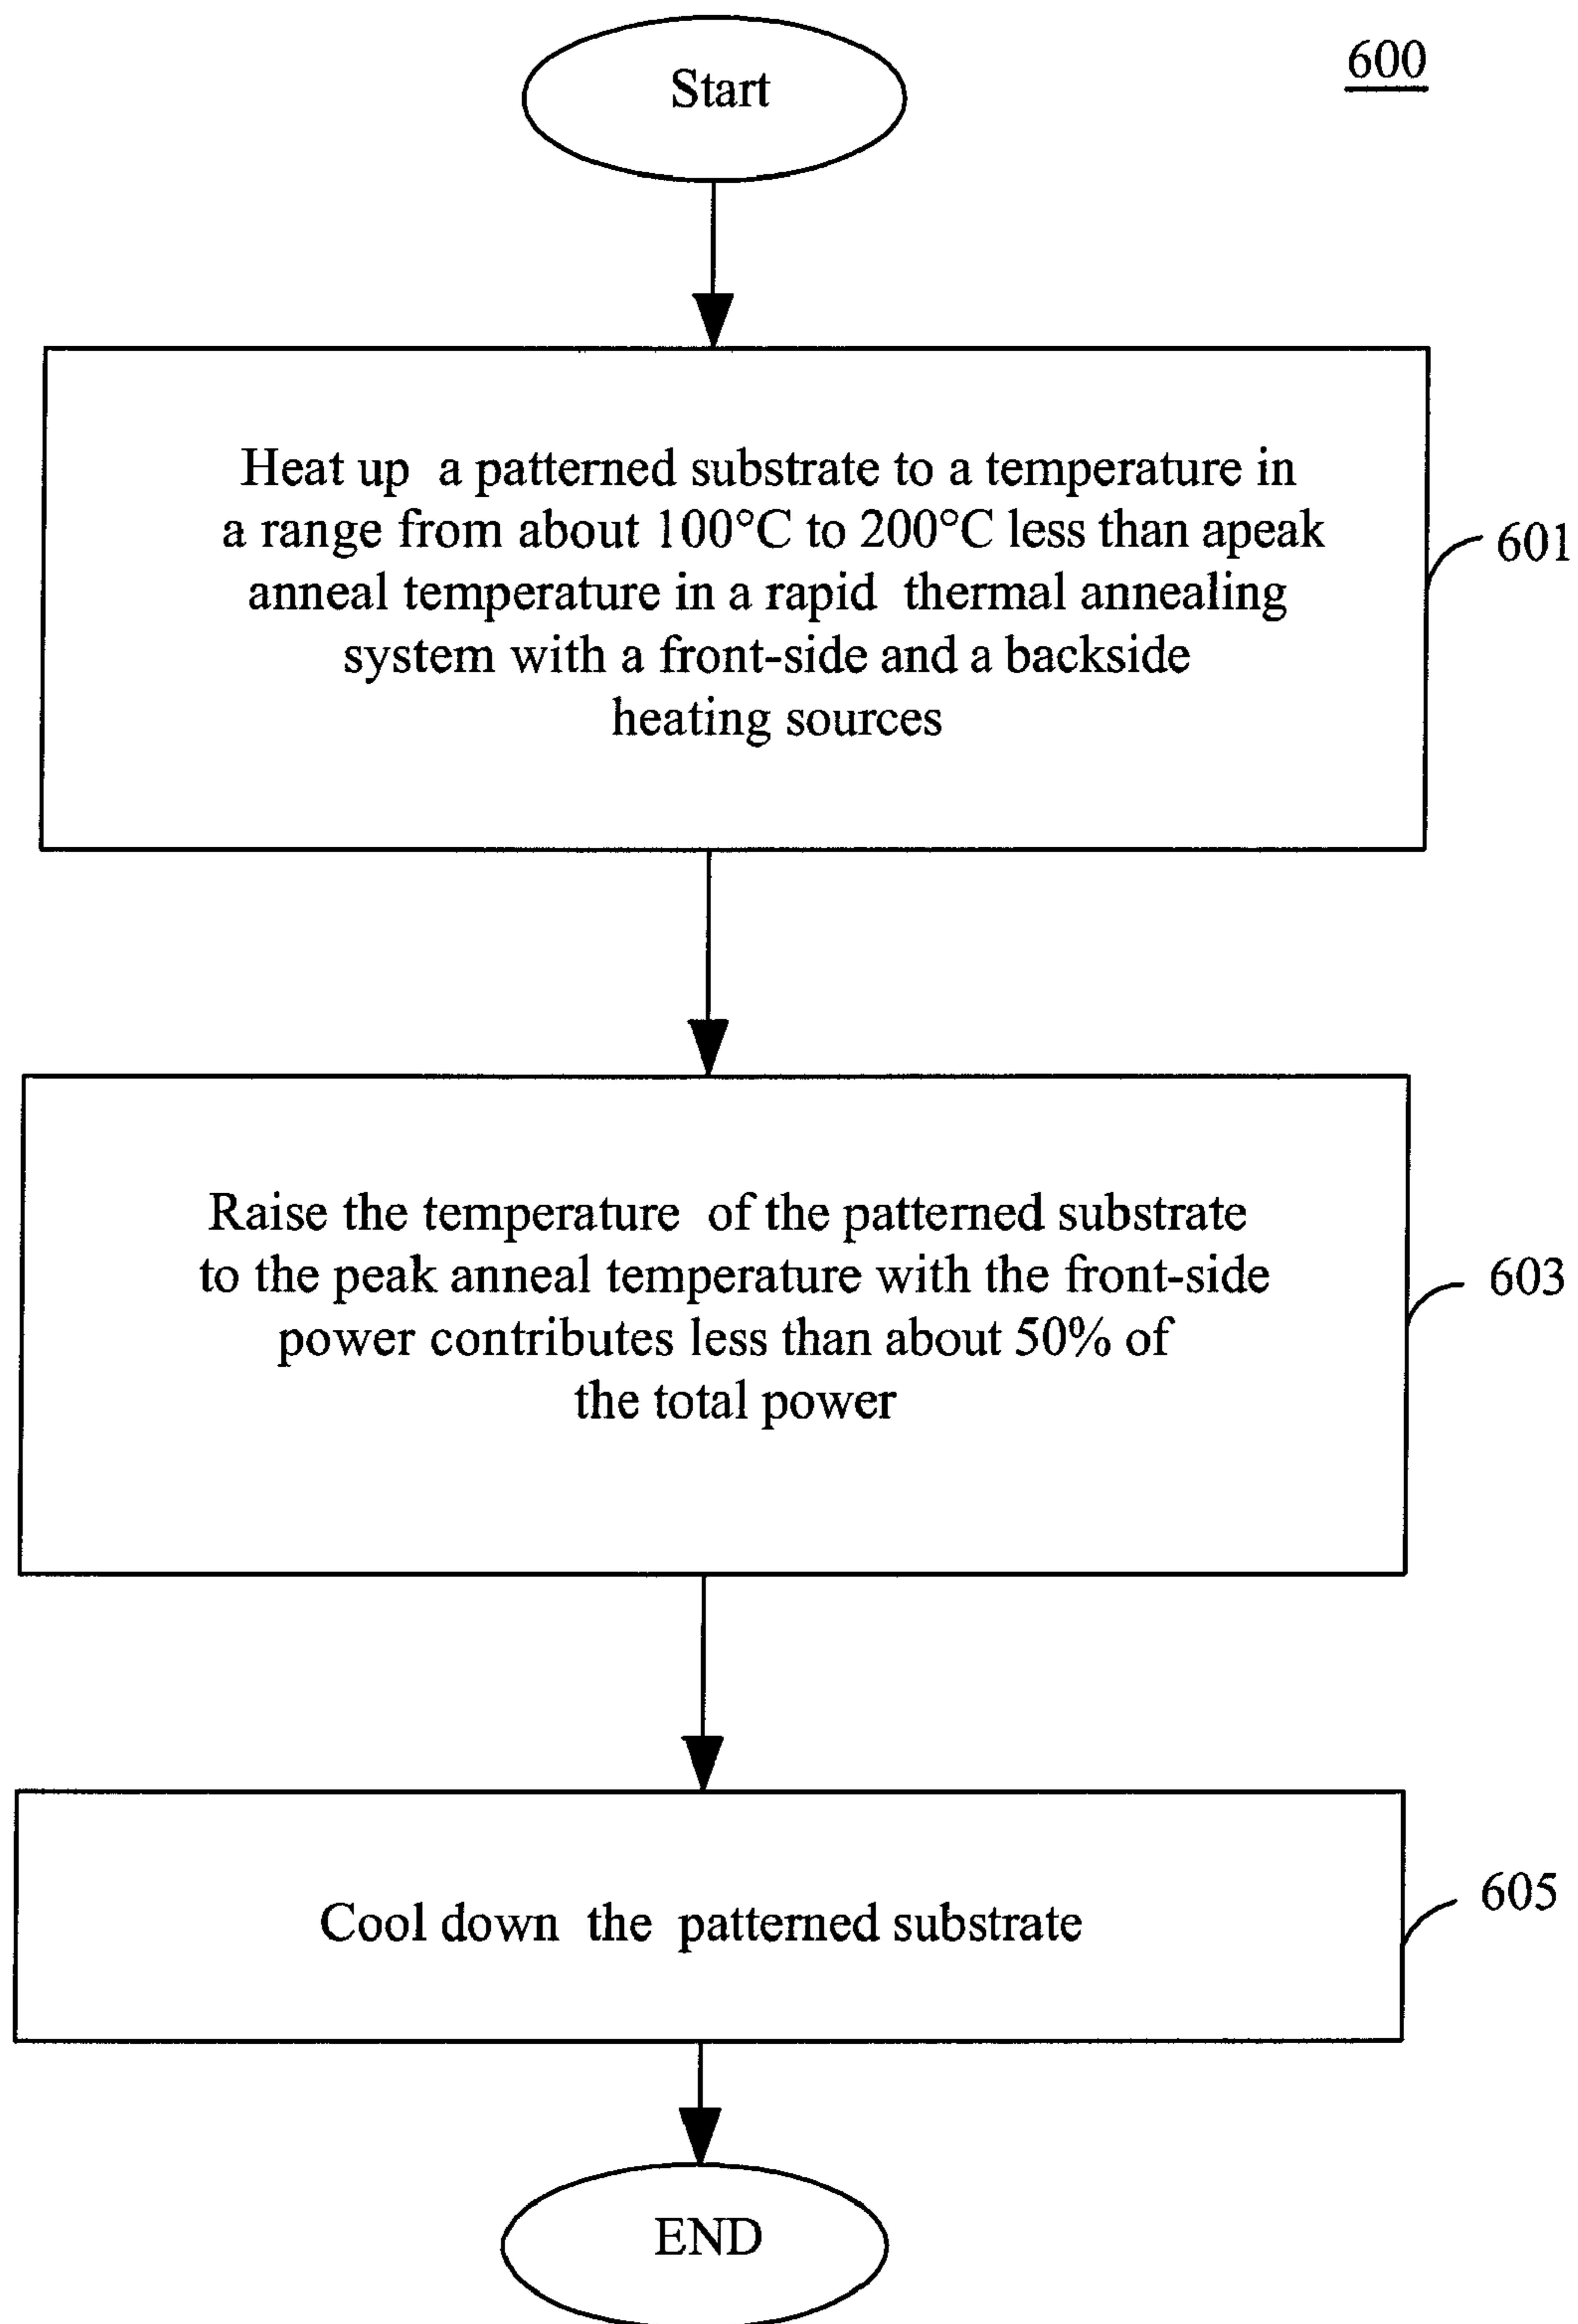 Start
600
Heat up a patterned substrate to a temperature in
a range from about 100°C to 200°C less than apeak
anneal temperature in a rapid thermal annealing
system with a front-side and a backside
heating sources
601
Raise the temperature of the patterned substrate
to the peak anneal temperature with the front-side
power contributes less than about 50% of
the total power
603
Cool down the patterned substrate
605
END